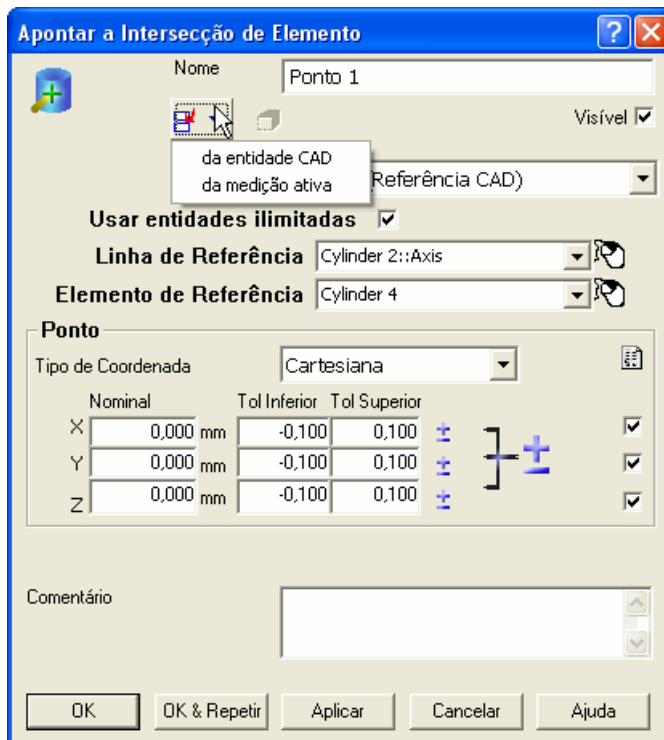 Apontar a Intersecção de Elemento
Nome
Ponto 1
Visível
da entidade CAD
da medição ativa
(Referência CAD)
Usar entidades ilimitadas
Linha de Referência
Cylinder 2::Axis
Elemento de Referência
Cylinder 4
Ponto
Tipo de Coordenada
Cartesiana
Nominal Tol Inferior Tol Superior
X 0,000 mm -0,100 0,100
Y 0,000 mm -0,100 0,100
Z 0,000 mm -0,100 0,100
Comentário
OK OK & Repetir Aplicar Cancelar Ajuda